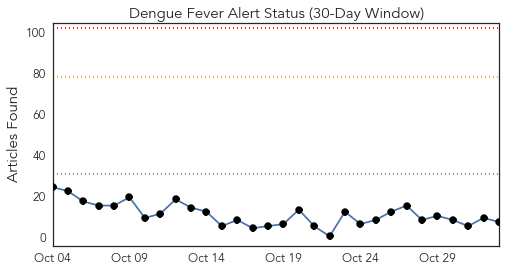 Dengue Fever Alert Status (30-Day Window)
Articles Found
100
80
60
40
20
0
Oct 04 Oct 09 Oct 14 Oct 19 Oct 24 Oct 29